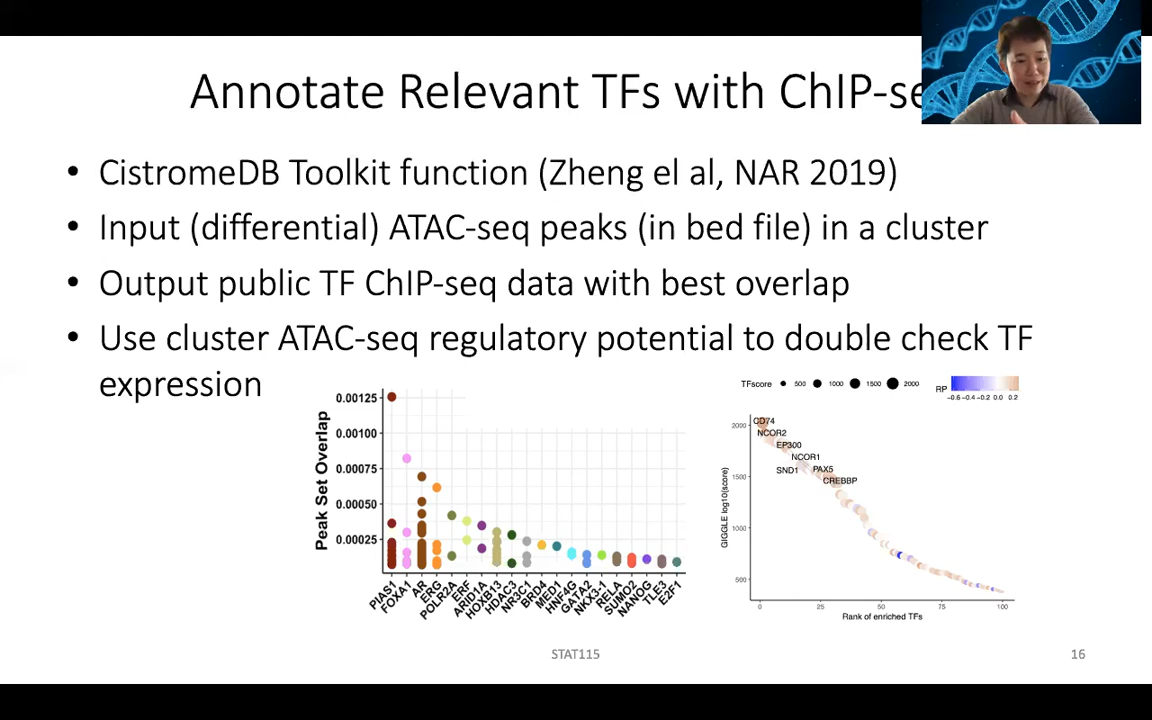 Annotate Relevant TFs with ChIP-se
• CistromeDB Toolkit function (Zheng el al, NAR 2019)
• Input (differential) ATAC-seq peaks (in bed file) in a cluster
• Output public TF ChIP-seq data with best overlap
• Use cluster ATAC-seq regulatory potential to double check TF
expression
Peak Set Overlap
0.00125
0.00100
0.00075
0.00050
0.00025
PIAS1
FOXA1
AR
ERG
POLR2A
ERF
ARID1A
HOXB13
HDAC3
NR3C1
BRD4
MED1
HNF4G
GATA2
NKX3-1
RELA
SUMO2
NANOG
TLE3
E2F1
TFscore 500 1000 1500 2000
RP
-0.6 -0.4 -0.2 0.0 0.2
GIGGLE log10(score)
2000
1500
1000
500
CD74
NCOR2
EP300
NCOR1
SND1
PAX5
CREBBP
0 25 50 75 100
Rank of enriched TFs
STAT115
16